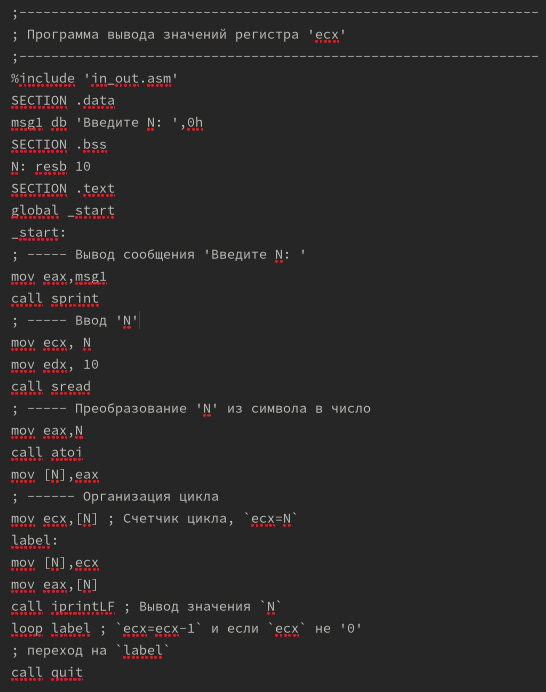 ;-----------------------------------------------------------------
; Программа вывода значений регистра 'ecx'
;-----------------------------------------------------------------
%include 'in_out.asm'
SECTION .data
msg1 db 'Введите N: ',0h
SECTION .bss
N: resb 10
SECTION .text
global _start
_start:
; ----- Вывод сообщения 'Введите N: '
mov eax,msg1
call sprint
; ----- Ввод 'N'
mov ecx, N
mov edx, 10
call sread
; ----- Преобразование 'N' из символа в число
mov eax,N
call atoi
mov [N],eax
; ------ Организация цикла
mov ecx,[N] ; Счетчик цикла, `ecx=N`
label:
mov [N],ecx
mov eax,[N]
call iprintLF ; Вывод значения `N`
loop label ; `ecx=ecx-1` и если `ecx` не '0'
; переход на `label`
call quit